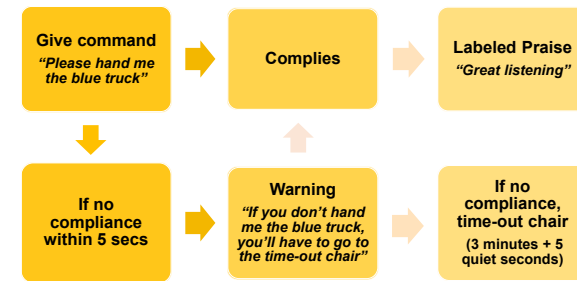 Give command
“Please hand me
the blue truck”
Complies
Labeled Praise
“Great listening”
If no
compliance
within 5 secs
Warning
“If you don’t hand
me the blue truck,
you’ll have to go to
the time-out chair”
If no
compliance,
time-out chair
(3 minutes + 5
quiet seconds)